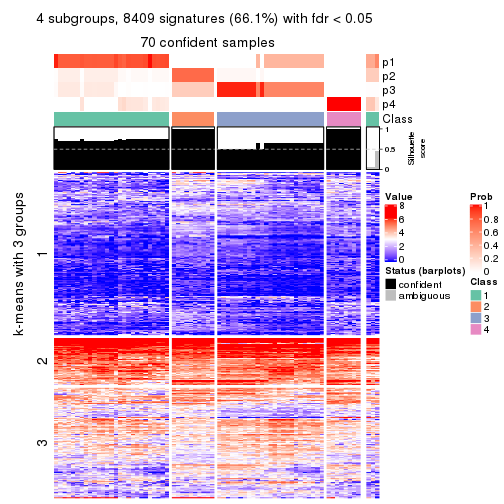 4 subgroups, 8409 signatures (66.1%) with fdr < 0.05
70 confident samples
p1
p2
p3
p4
Class
1
0.5
0
Silhouette
score
k-means with 3 groups
1
2
3
Value
8
6
4
2
0
Status (barplots)
confident
ambiguous
Prob
1
0.8
0.6
0.4
0.2
0
Class
1
2
3
4